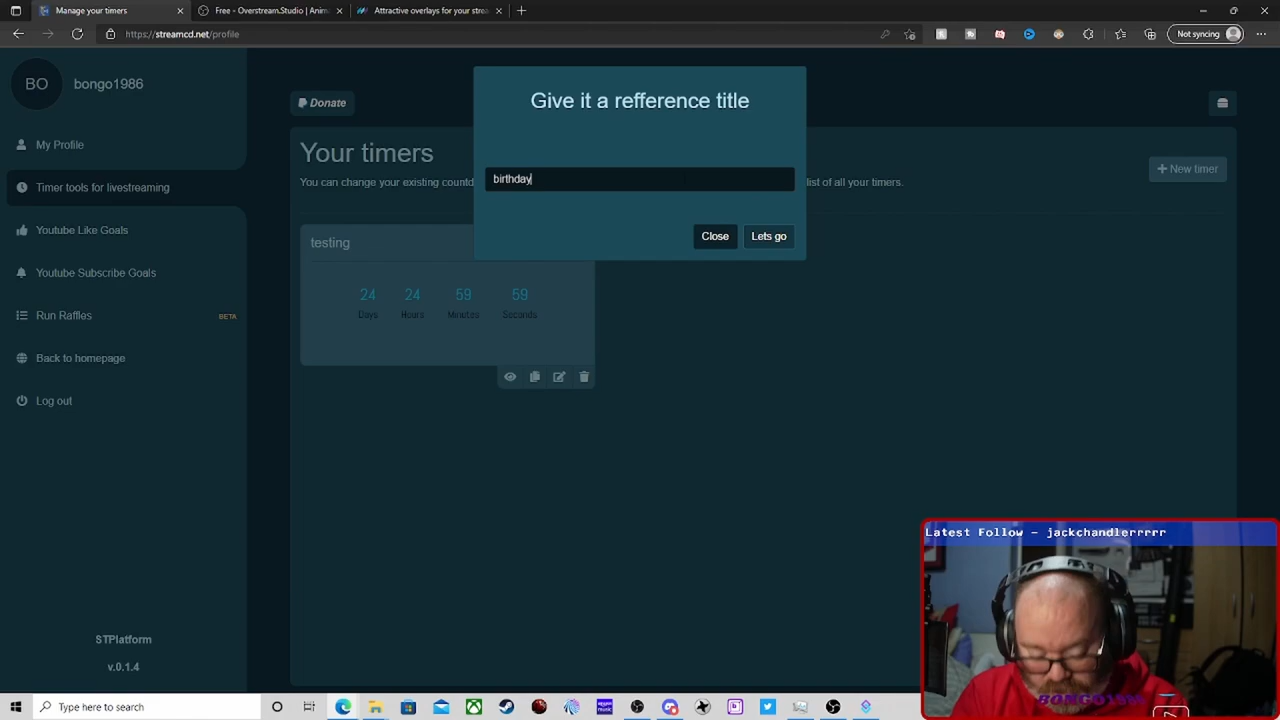 Manage your timers
Free - Overstream.Studio | Anim
Attractive overlays for your stre
https://streamcd.net/profile
Not syncing
BO
bongo1986
My Profile
Timer tools for livestreaming
Youtube Like Goals
Youtube Subscribe Goals
Run Raffles
BETA
Back to homepage
Log out
STPlatform
v.0.1.4
Donate
Your timers
You can change your existing countd
list of all your timers.
New timer
Give it a refference title
birthday
Close
Lets go
testing
24 24 59 59
Days Hours Minutes Seconds
Latest Follow - jackchandlerrrrr
BONGO1986
Type here to search